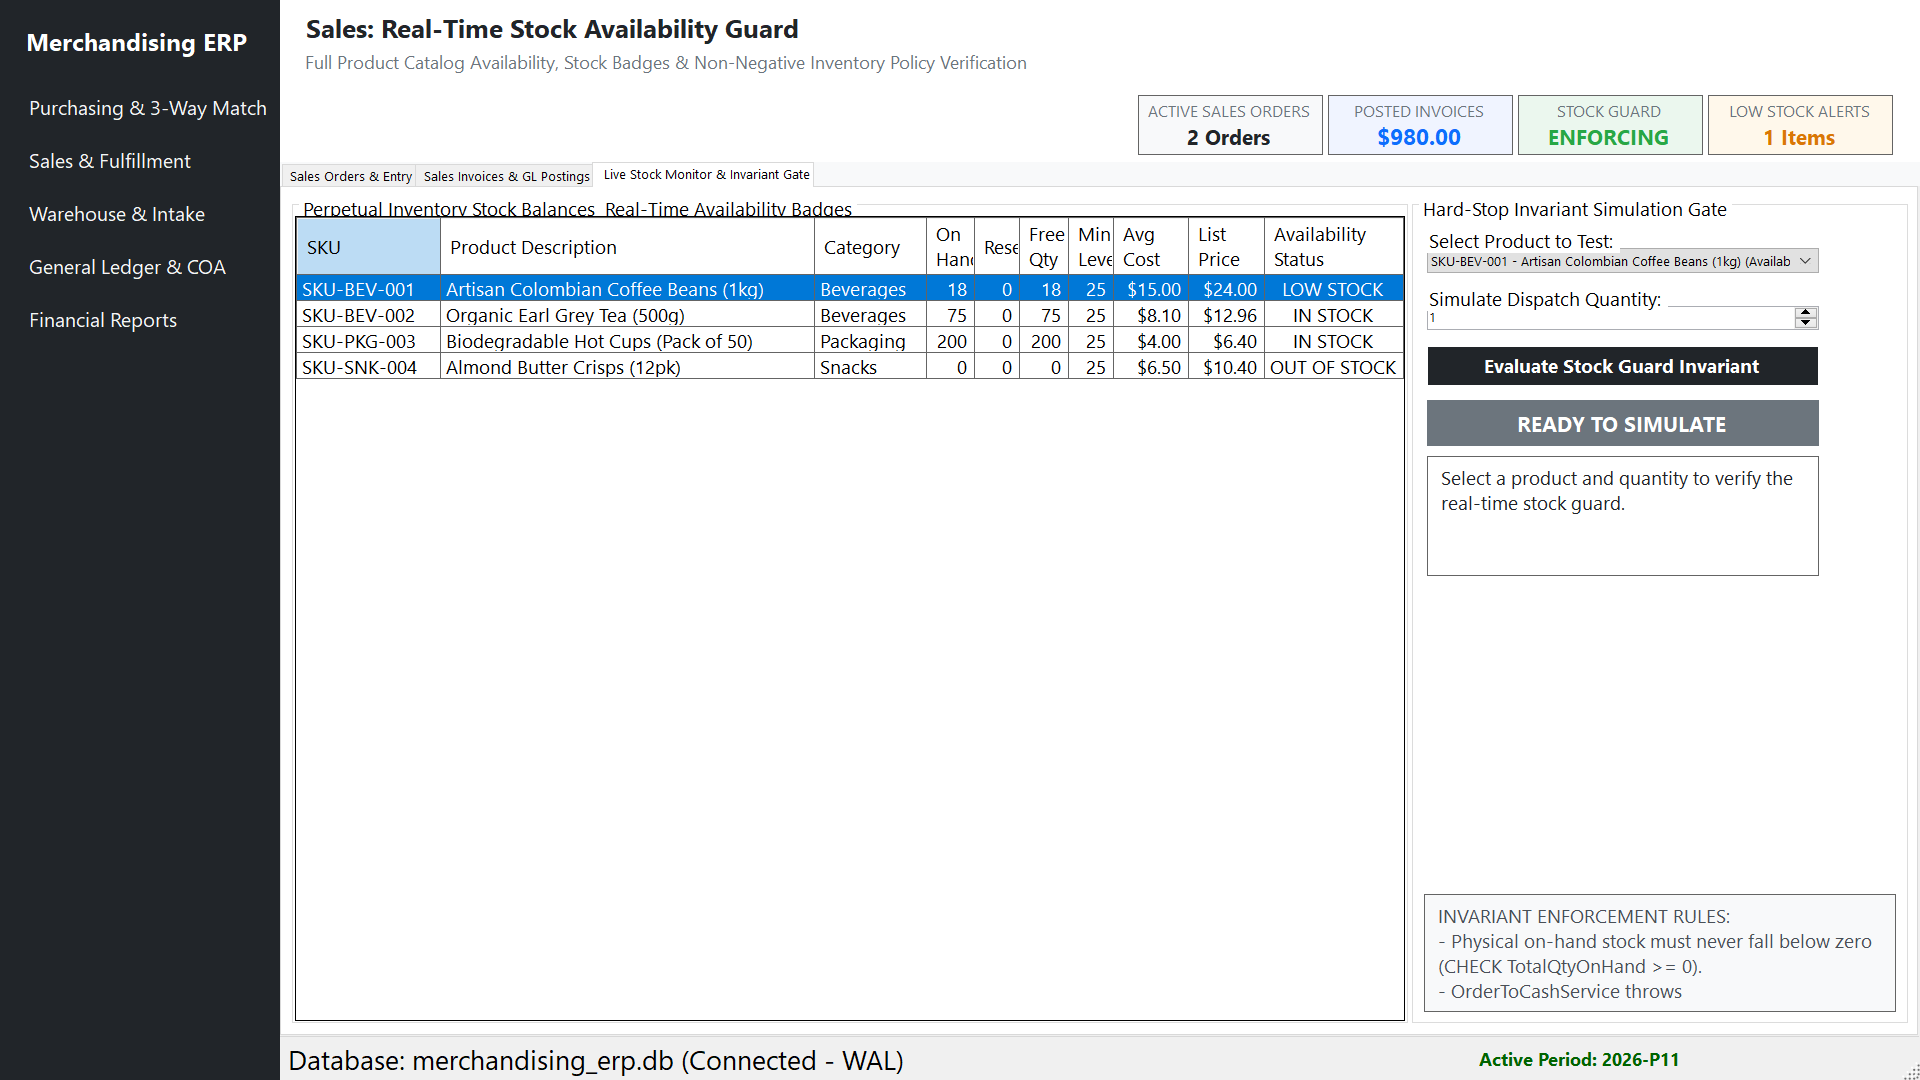 Merchandising ERP
Purchasing & 3-Way Match
Sales & Fulfillment
Warehouse & Intake
General Ledger & COA
Financial Reports
Sales: Real-Time Stock Availability Guard
Full Product Catalog Availability, Stock Badges & Non-Negative Inventory Policy Verification
ACTIVE SALES ORDERS
2 Orders
POSTED INVOICES
$980.00
STOCK GUARD
ENFORCING
LOW STOCK ALERTS
1 Items
Sales Orders & Entry
Sales Invoices & GL Postings
Live Stock Monitor & Invariant Gate
Perpetual Inventory Stock Balances  Real-Time Availability Badges
SKU Product Description Category On Hand Rese Free Qty Min Leve Avg Cost List Price Availability Status
SKU-BEV-001 Artisan Colombian Coffee Beans (1kg) Beverages 18 0 18 25 $15.00 $24.00 LOW STOCK
SKU-BEV-002 Organic Earl Grey Tea (500g) Beverages 75 0 75 25 $8.10 $12.96 IN STOCK
SKU-PKG-003 Biodegradable Hot Cups (Pack of 50) Packaging 200 0 200 25 $4.00 $6.40 IN STOCK
SKU-SNK-004 Almond Butter Crisps (12pk) Snacks 0 0 0 25 $6.50 $10.40 OUT OF STOCK
Hard-Stop Invariant Simulation Gate
Select Product to Test:
SKU-BEV-001 - Artisan Colombian Coffee Beans (1kg) (Availab
Simulate Dispatch Quantity:
1
Evaluate Stock Guard Invariant
READY TO SIMULATE
Select a product and quantity to verify the
real-time stock guard.
INVARIANT ENFORCEMENT RULES:
- Physical on-hand stock must never fall below zero
(CHECK TotalQtyOnHand >= 0).
- OrderToCashService throws
Database: merchandising_erp.db (Connected - WAL)
Active Period: 2026-P11